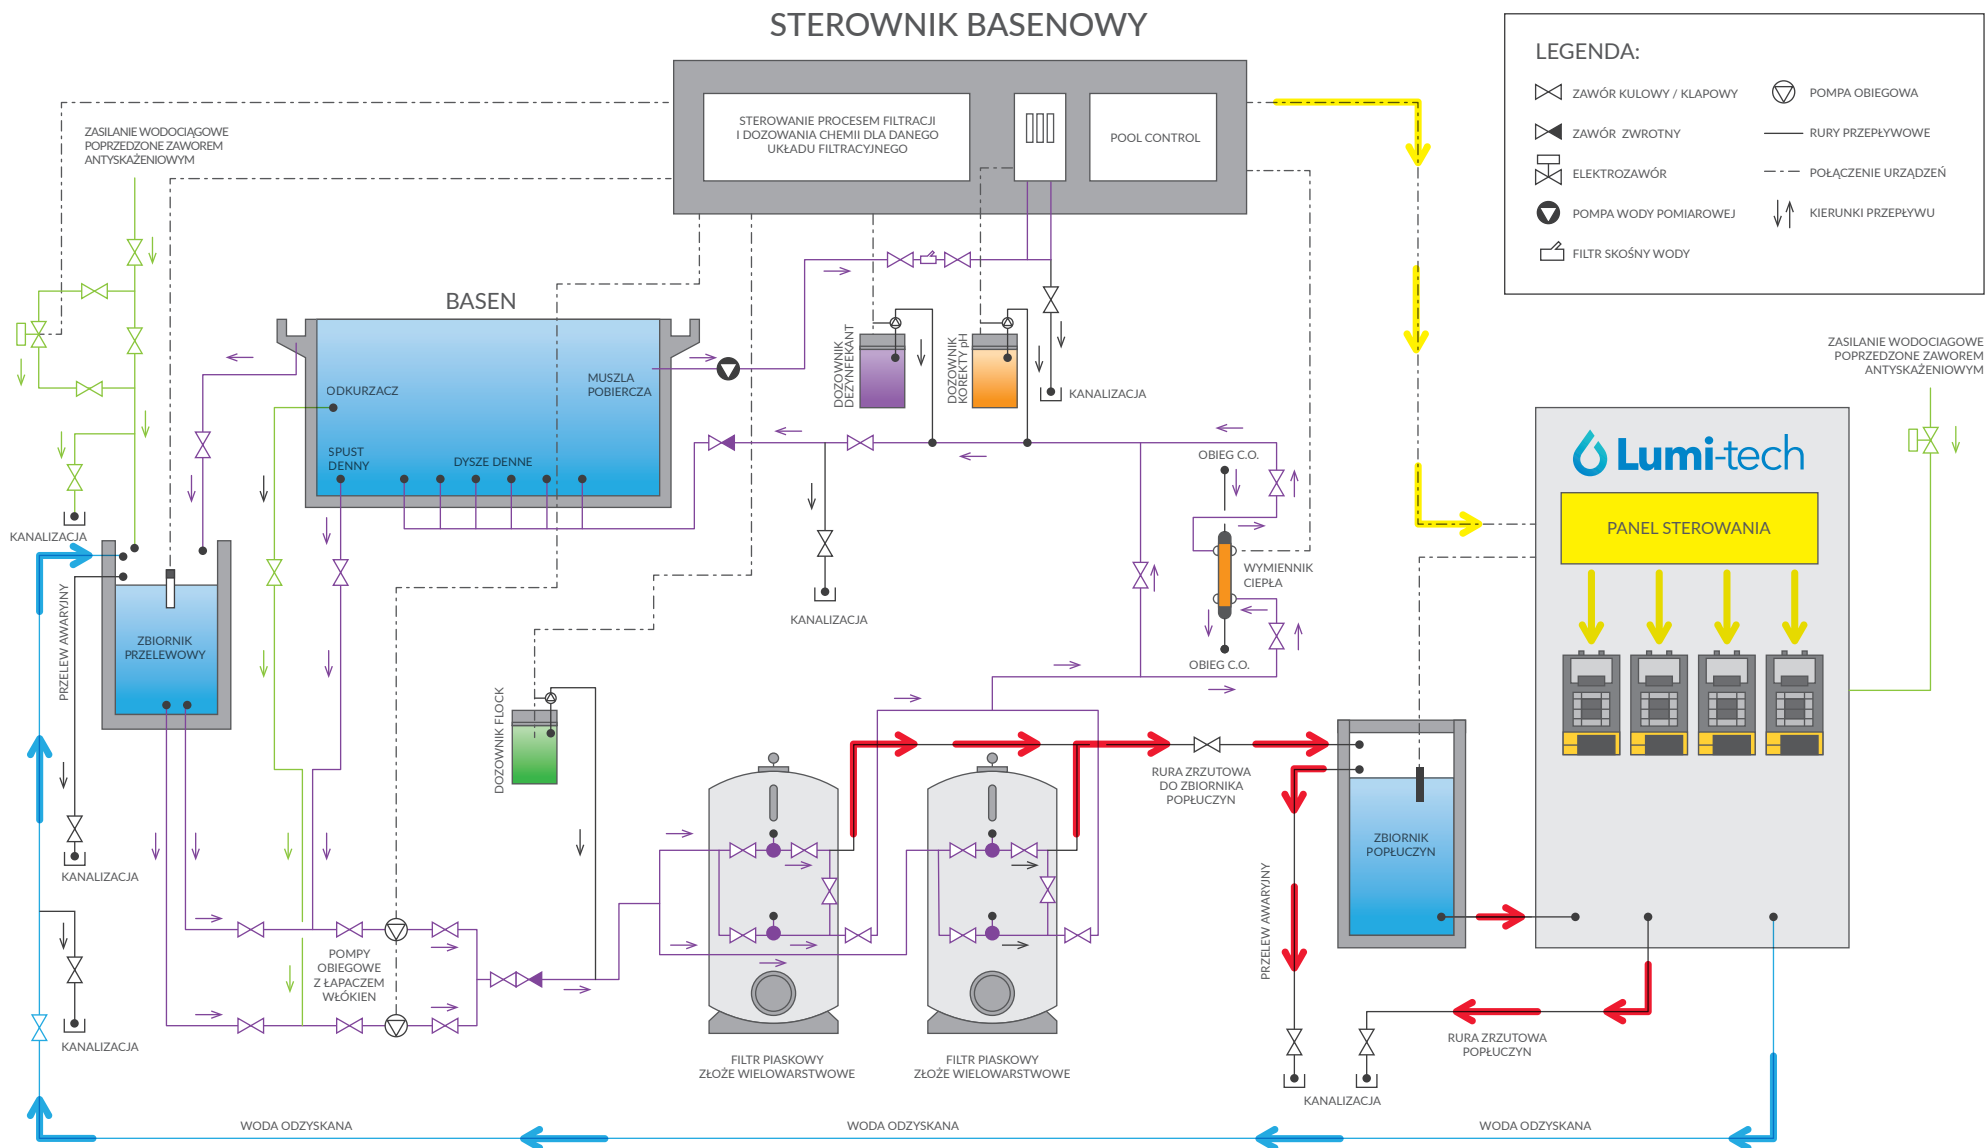 STEROWNIK BASENOWY
STEROWANIE PROCESEM FILTRACJI
I DOZOWANIA CHEMII DLA DANEGO
UKŁADU FILTRACYJNEGO
POOL CONTROL
LEGENDA:
ZAWÓR KULOWY / KLAPOWY
ZAWÓR ZWROTNY
ELEKTROZAWÓR
POMPA WODY POMIAROWEJ
FILTR SKOŚNY WODY
POMPA OBIEGOWA
RURY PRZEPŁYWOWE
POŁĄCZENIE URZĄDZEŃ
KIERUNKI PRZEPŁYWU
ZASILANIE WODOCIĄGOWE
POPRZEDZONE ZAWOREM
ANTYSKAŻENIOWYM
BASEN
ODKURZACZ
MUSZLA
POBIERCZA
SPUST
DENNY
DYSZE DENNE
DOZOWNIK
DEZYNFEKANT
DOZOWNIK
KOREKTY pH
KANALIZACJA
ZASILANIE WODOCIAGOWE
POPRZEDZONE ZAWOREM
ANTYSKAŻENIOWYM
Lumi-tech
PANEL STEROWANIA
OBIEG C.O.
WYMIENNIK
CIEPŁA
OBIEG C.O.
KANALIZACJA
KANALIZACJA
PRZELEW AWARYJNY
ZBIORNIK
PRZELEWOWY
DOZOWNIK FLOCK
RURA ZRZUTOWA
DO ZBIORNIKA
POPŁUCZYN
ZBIORNIK
POPŁUCZYN
PRZELEW AWARYJNY
KANALIZACJA
POMPY
OBIEGOWE
Z ŁAPACZEM
WŁÓKIEN
KANALIZACJA
FILTR PIASKOWY
ZŁOŻE WIELOWARSTWOWE
FILTR PIASKOWY
ZŁOŻE WIELOWARSTWOWE
RURA ZRZUTOWA
POPŁUCZYN
KANALIZACJA
WODA ODZYSKANA
WODA ODZYSKANA
WODA ODZYSKANA